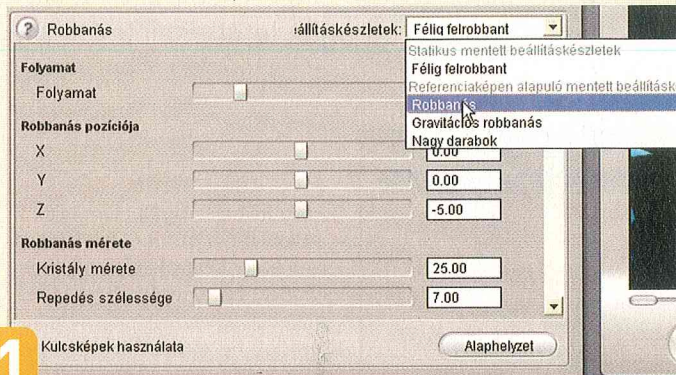 ? Robbanás
állításkészletek: Félig felrobbant
Statikus mentett beállításkészletek
Félig felrobbant
Referenciaképen alapuló mentett beállításk
Robbanás
Gravitációs robbanás
Nagy darabok
Folyamat
Folyamat
Robbanás pozíciója
X 0.00
Y 0.00
Z -5.00
Robbanás mérete
Kristály mérete 25.00
Repedés szélessége 7.00
1
Kulcsképek használata
Alaphelyzet